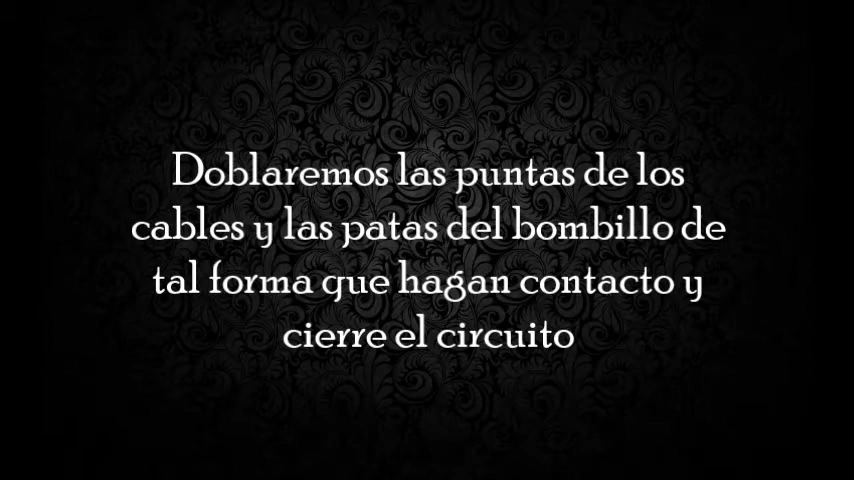 Doblaremos las puntas de los
cables y las patas del bombillo de
tal forma que hagan contacto y
cierre el circuito